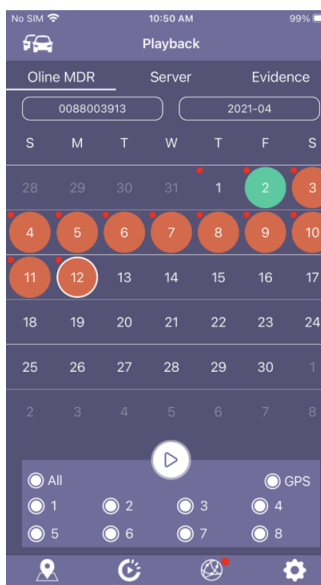 No SIM 10:50 AM 99%
Playback
Oline MDR Server Evidence
0088003913 2021-04
S M T W T F S
28 29 30 31 1 2 3
4 5 6 7 8 9 10
11 12 13 14 15 16 17
18 19 20 21 22 23 24
25 26 27 28 29 30 1
2 3 4 5 6 7 8
All GPS
1 2 3 4
5 6 7 8